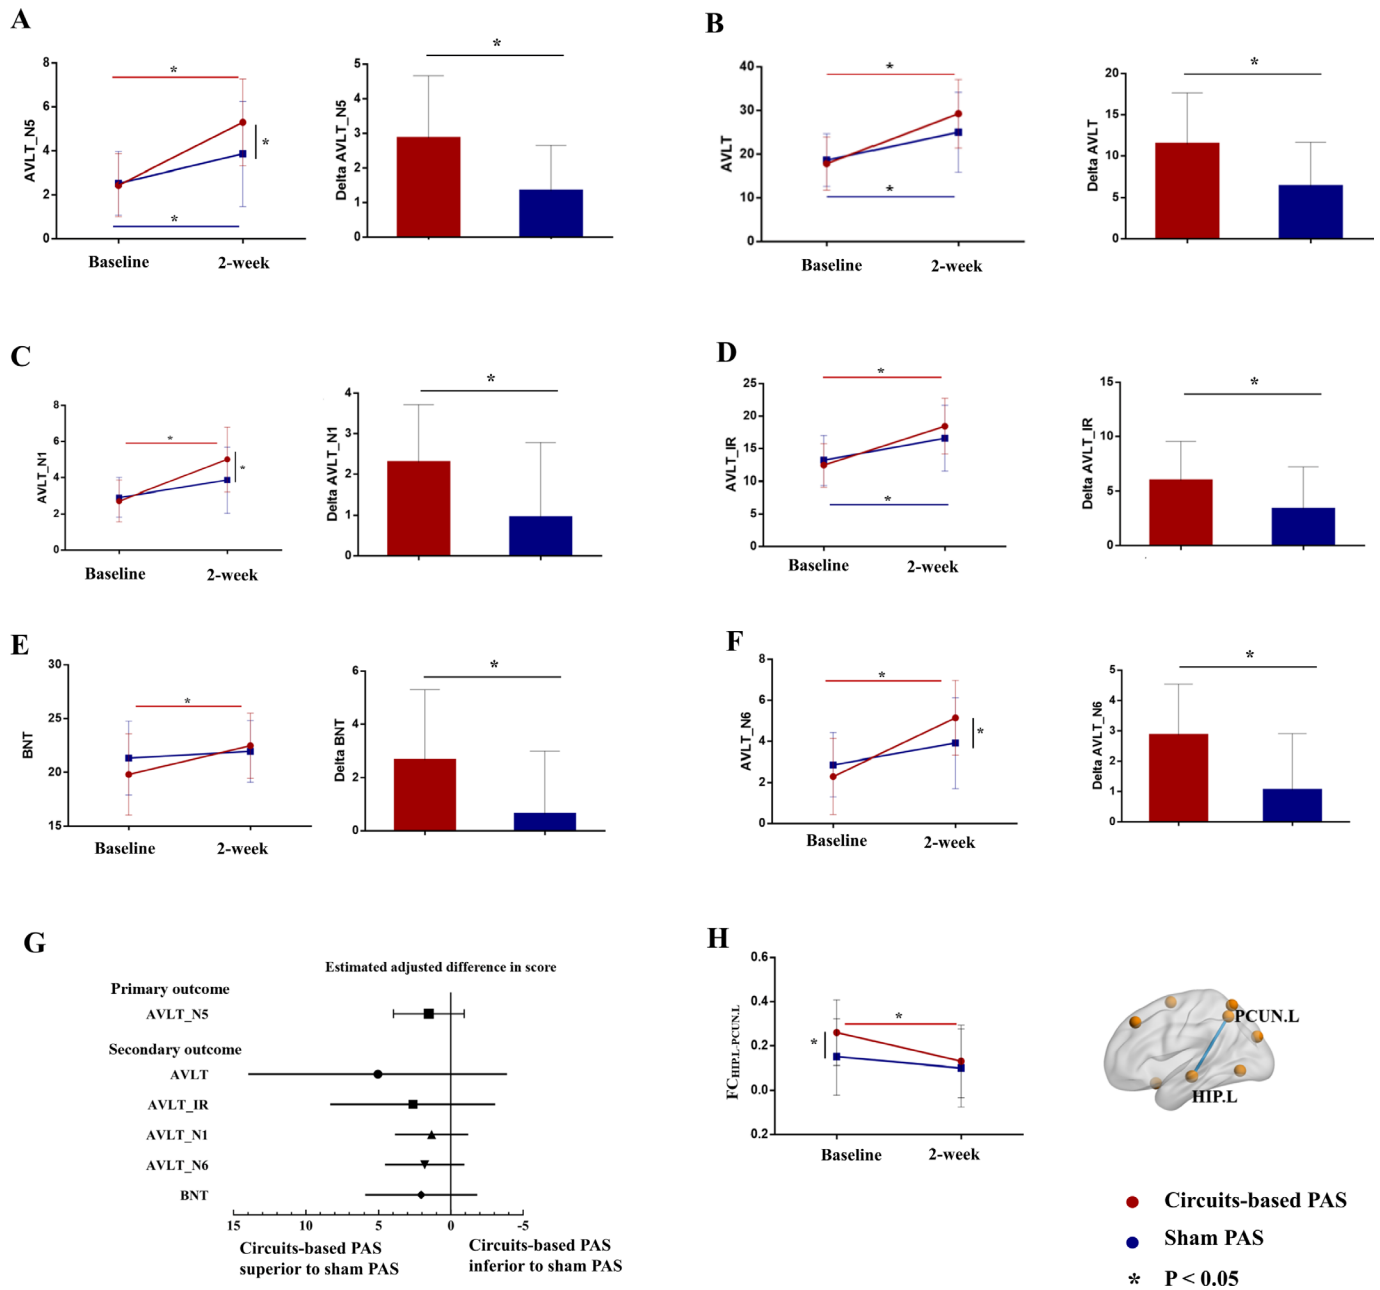 A
8
6
4
2
0
AVLT_N5
*
*
*
Baseline
2-week
5
4
3
2
1
0
Delta AVLT_N5
*
B
40
30
20
10
0
AVLT
*
*
Baseline
2-week
20
15
10
5
0
Delta AVLT
*
C
8
6
4
2
0
AVLT_N1
*
*
Baseline
2-week
4
3
2
1
0
Delta AVLT_N1
*
D
25
20
15
10
5
0
AVLT_IR
*
*
Baseline
2-week
15
10
5
0
Delta AVLT_IR
*
E
30
25
20
15
BNT
*
Baseline
2-week
6
4
2
0
Delta BNT
*
F
8
6
4
2
0
AVLT_N6
*
*
Baseline
2-week
5
4
3
2
1
0
Delta AVLT_N6
*
G
Estimated adjusted difference in score
Primary outcome
AVLT_N5
Secondary outcome
AVLT
AVLT_IR
AVLT_N1
AVLT_N6
BNT
15 10 5 0 -5
Circuits-based PAS
superior to sham PAS
Circuits-based PAS
inferior to sham PAS
H
0.6
0.4
0.2
0.0
0.2
FCHIP.L-PCUN.L
*
*
Baseline
2-week
PCUN.L
HIP.L
Circuits-based PAS
Sham PAS
* P < 0.05